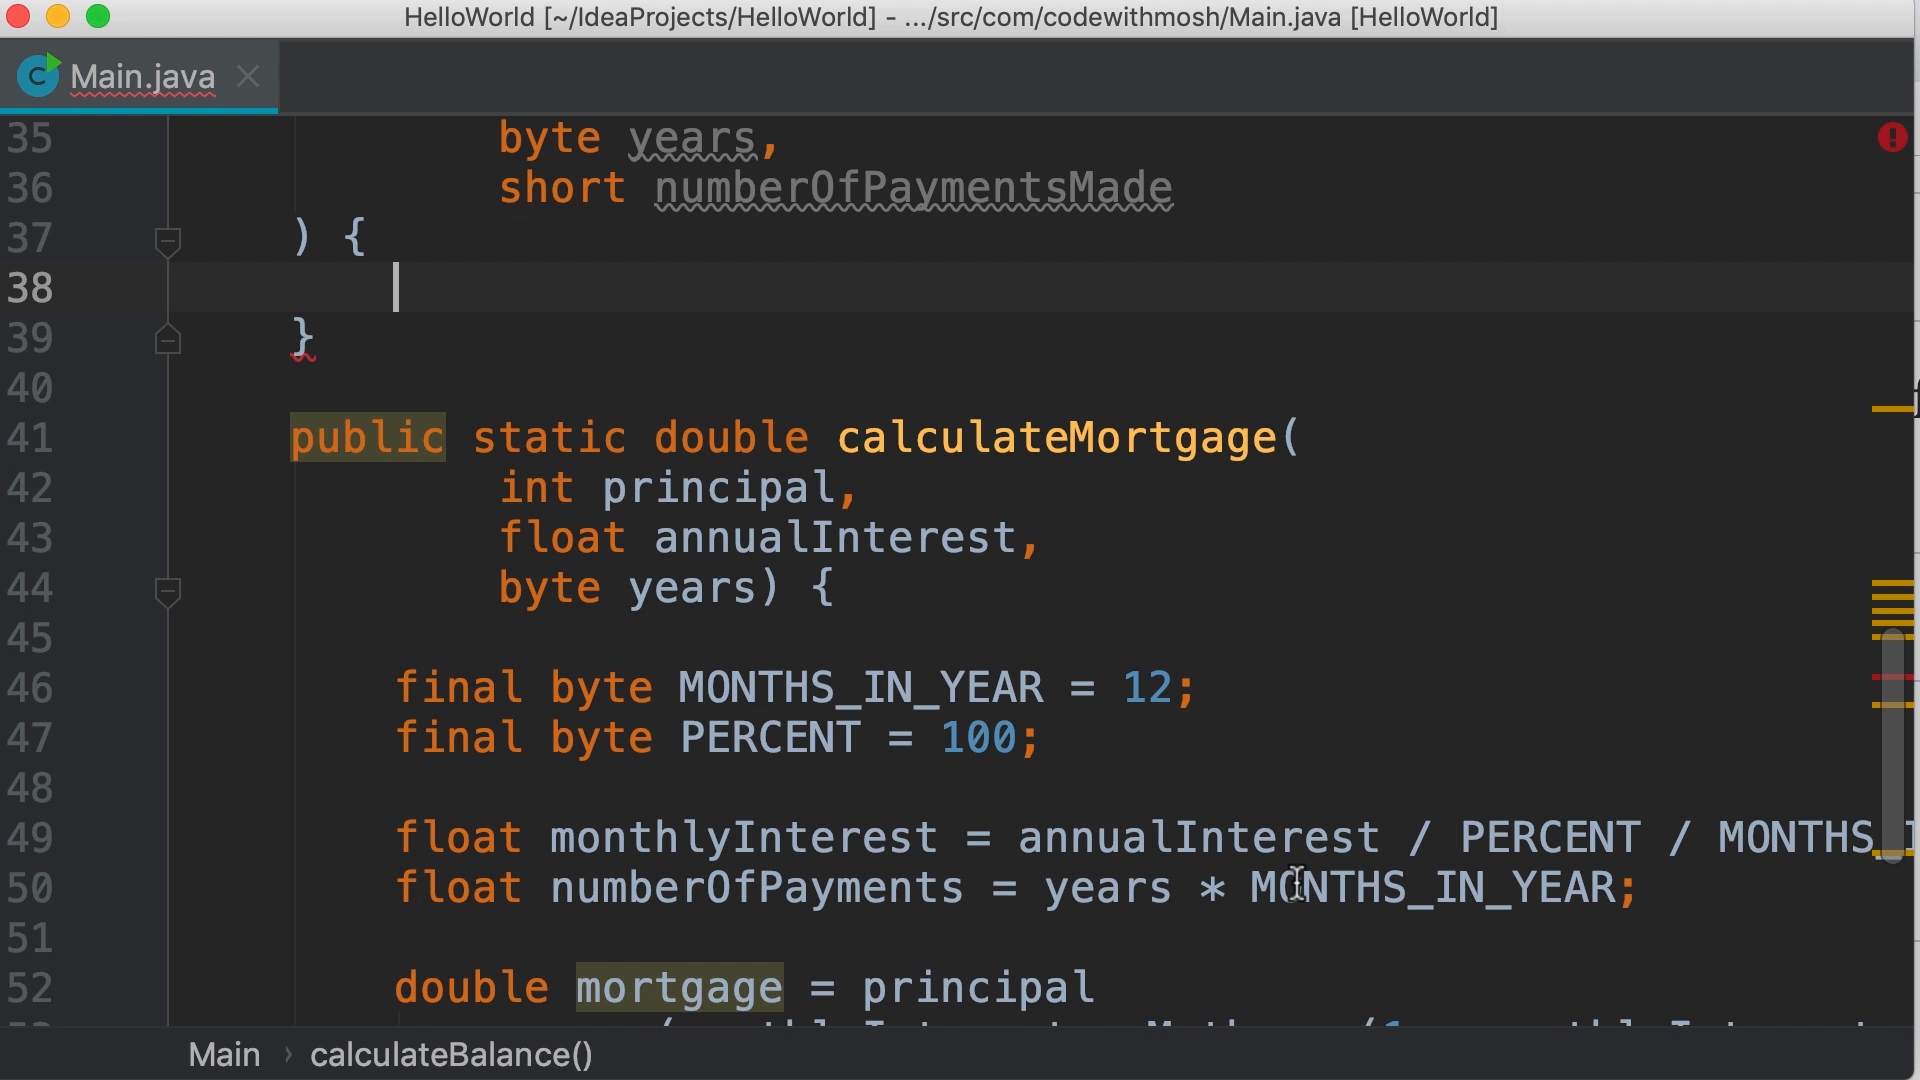 HelloWorld [~/IdeaProjects/HelloWorld] - .../src/com/codewithmosh/Main.java [HelloWorld]
Main.java
35 byte years,
36 short numberOfPaymentsMade
37 ) {
38
39 }
40
41 public static double calculateMortgage(
42 int principal,
43 float annualInterest,
44 byte years) {
45
46 final byte MONTHS_IN_YEAR = 12;
47 final byte PERCENT = 100;
48
49 float monthlyInterest = annualInterest / PERCENT / MONTHS_I
50 float numberOfPayments = years * MONTHS_IN_YEAR;
51
52 double mortgage = principal
Main › calculateBalance()